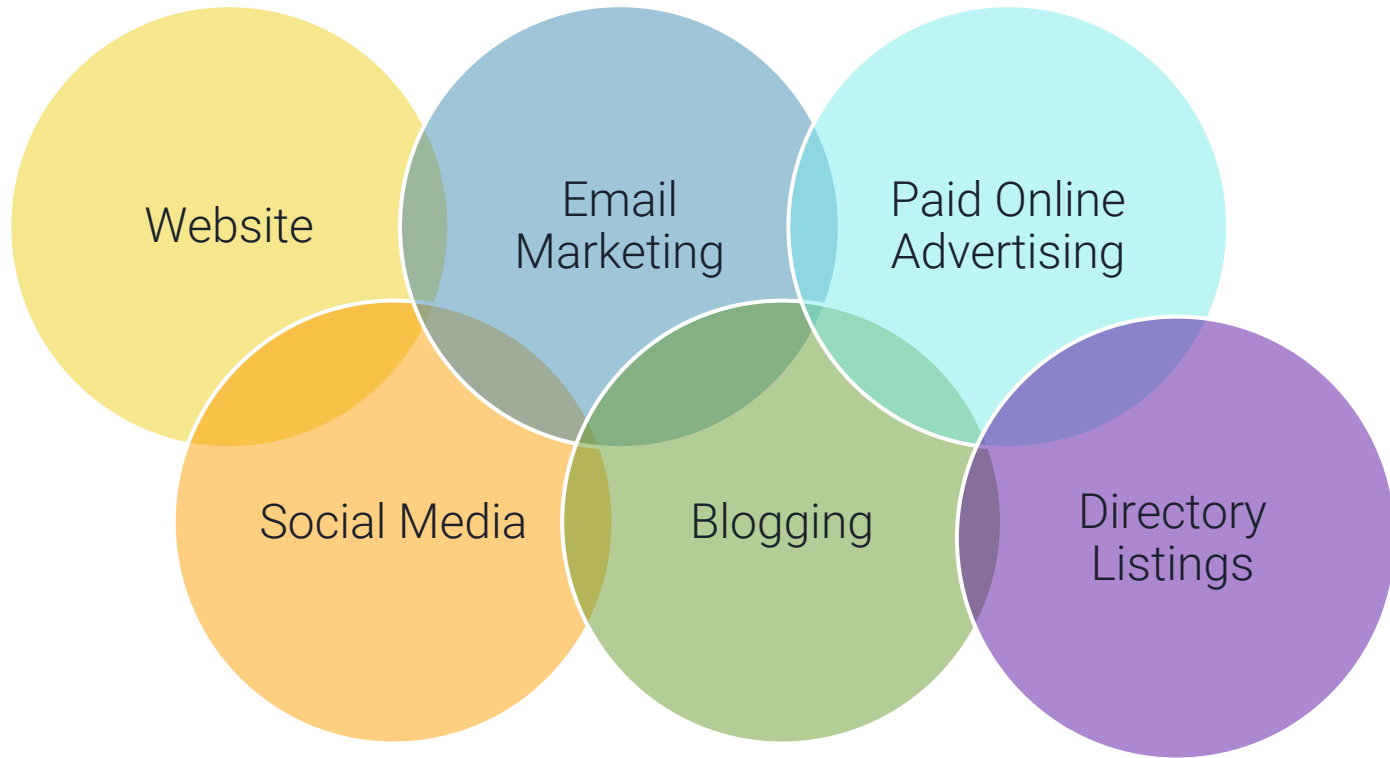 Website
Email
Marketing
Paid Online
Advertising
Social Media
Blogging
Directory
Listings